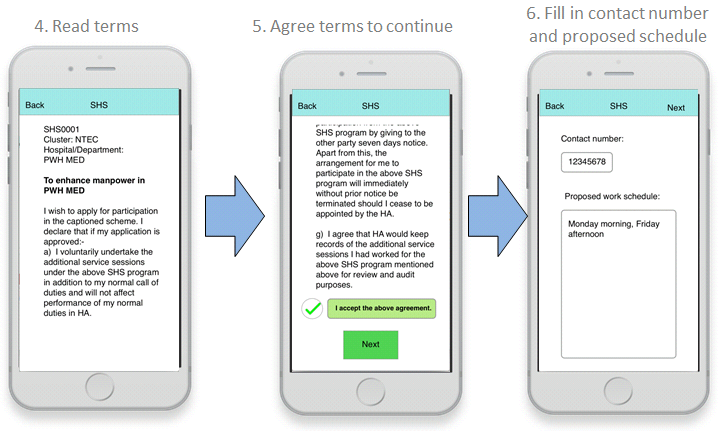 4. Read terms
Back SHS
SHS0001
Cluster: NTEC
Hospital/Department:
PWH MED
To enhance manpower in
PWH MED
I wish to apply for participation
in the captioned scheme. I
declare that if my application is
approved:-
a) I voluntarily undertake the
additional service sessions
under the above SHS program
in addition to my normal call of
duties and will not affect
performance of my normal
duties in HA.
5. Agree terms to continue
Back SHS
SHS program by giving to the
other party seven days notice.
Apart from this, the
arrangement for me to
participate in the above SHS
program will immediately
without prior notice be
terminated should I cease to be
appointed by the HA.
g) I agree that HA would keep
records of the additional service
sessions I had worked for the
above SHS program mentioned
above for review and audit
purposes.
I accept the above agreement.
Next
6. Fill in contact number
and proposed schedule
Back SHS Next
Contact number:
12345678
Proposed work schedule:
Monday morning, Friday
afternoon